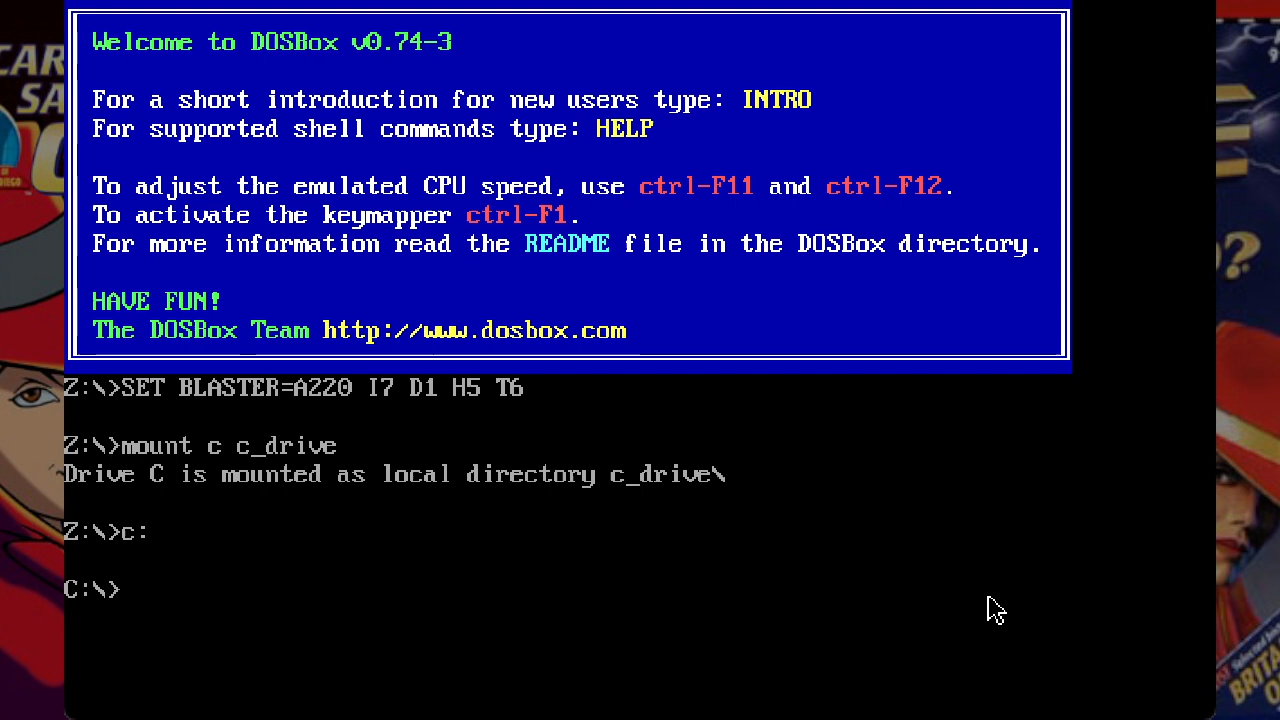 Welcome to DOSBox v0.74-3
For a short introduction for new users type: INTRO
For supported shell commands type: HELP
To adjust the emulated CPU speed, use ctrl-F11 and ctrl-F12.
To activate the keymapper ctrl-F1.
For more information read the README file in the DOSBox directory.
HAVE FUN!
The DOSBox Team http://www.dosbox.com
Z:\>SET BLASTER=A220 I7 D1 H5 T6
Z:\>mount c c_drive
Drive C is mounted as local directory c_drive\
Z:\>c:
C:\>